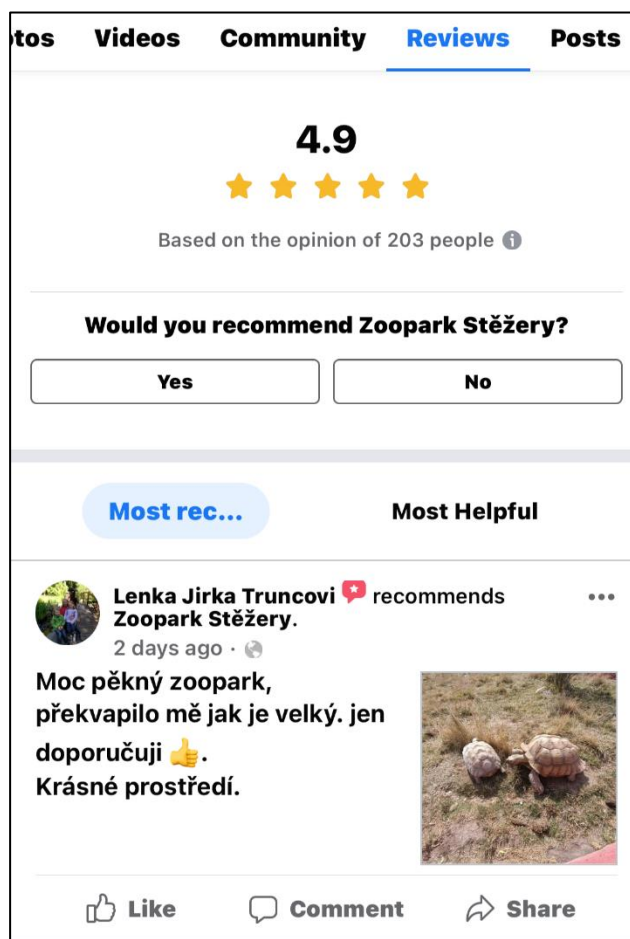 tos Videos Community Reviews Posts
4.9
Based on the opinion of 203 people
Would you recommend Zoopark Stěžery?
Yes No
Most rec... Most Helpful
Lenka Jirka Truncovi recommends
Zoopark Stěžery.
2 days ago ·
Moc pěkný zoopark,
překvapilo mě jak je velký. jen
doporučuji 👍.
Krásné prostředí.
Like Comment Share